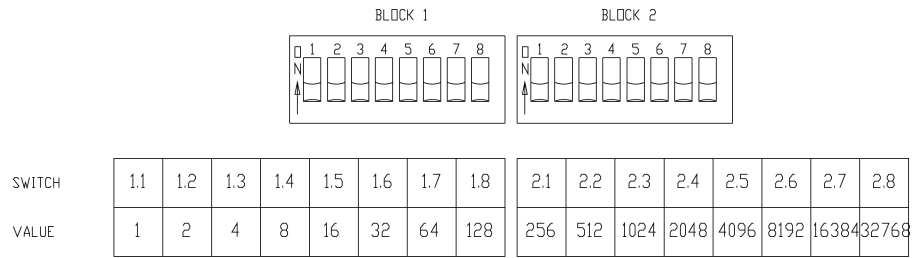 BLOCK 1 BLOCK 2
O 1 2 3 4 5 6 7 8 O 1 2 3 4 5 6 7 8
N N
SWITCH 1.1 1.2 1.3 1.4 1.5 1.6 1.7 1.8 2.1 2.2 2.3 2.4 2.5 2.6 2.7 2.8
VALUE 1 2 4 8 16 32 64 128 256 512 1024 2048 4096 8192 16384 32768